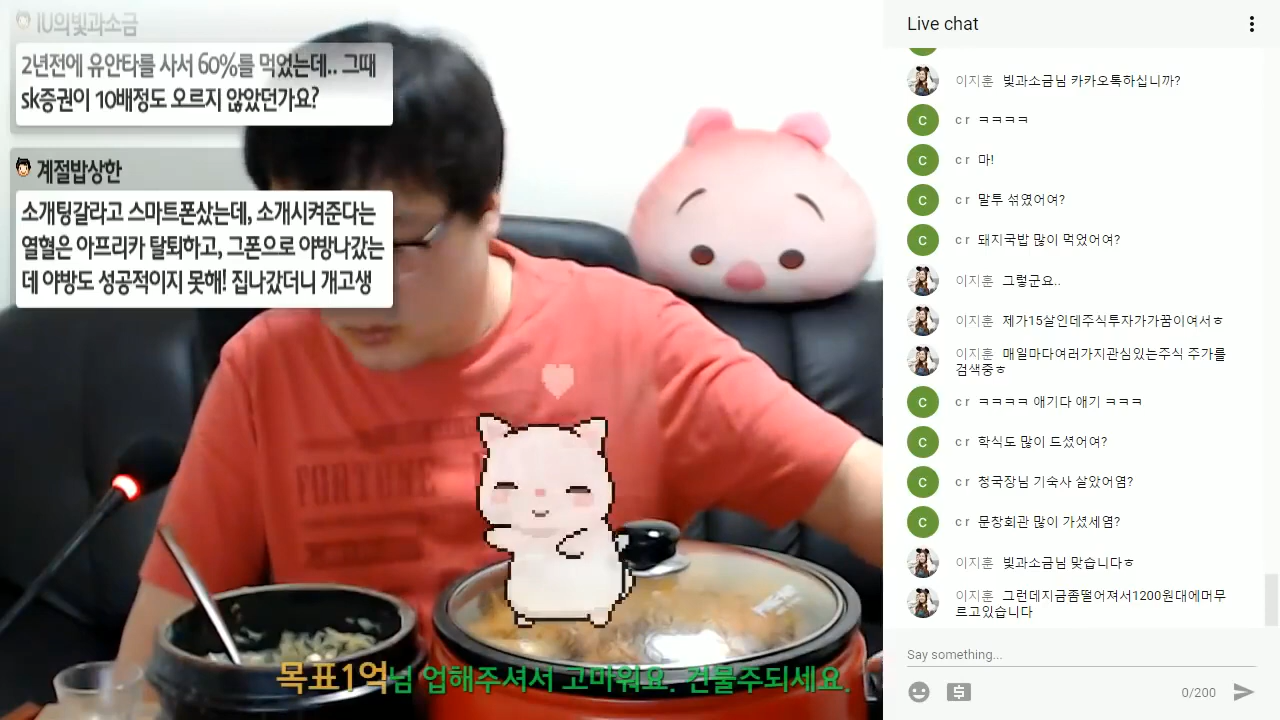 IU의빛과소금
2년전에 유안타를 사서 60%를 먹었는데.. 그때
sk증권이 10배정도 오르지 않았던가요?
계절밥상한
소개팅갈라고 스마트폰샀는데, 소개시켜준다는
열혈은 아프리카 탈퇴하고, 그폰으로 야방나갔는
데 야방도 성공적이지 못해! 집나갔더니 개고생
FORTUNE
목표1억님 업해주셔서 고마워요. 건물주되세요.
Live chat
이지훈 빛과소금님 카카오톡하십니까?
c r ㅋㅋㅋㅋ
c r 마!
c r 말투 섞였어여?
c r 돼지국밥 많이 먹었어여?
이지훈 그렇군요..
이지훈 제가15살인데주식투자가가꿈이여서ㅎ
이지훈 매일마다여러가지관심있는주식 주가를
검색중ㅎ
c r ㅋㅋㅋㅋ 애기다 애기 ㅋㅋㅋ
c r 학식도 많이 드셨어여?
c r 청국장님 기숙사 살았어염?
c r 문창회관 많이 가셨세염?
이지훈 빛과소금님 맞습니다ㅎ
이지훈 그런데지금좀떨어져서1200원대에머무
르고있습니다
Say something...
0/200